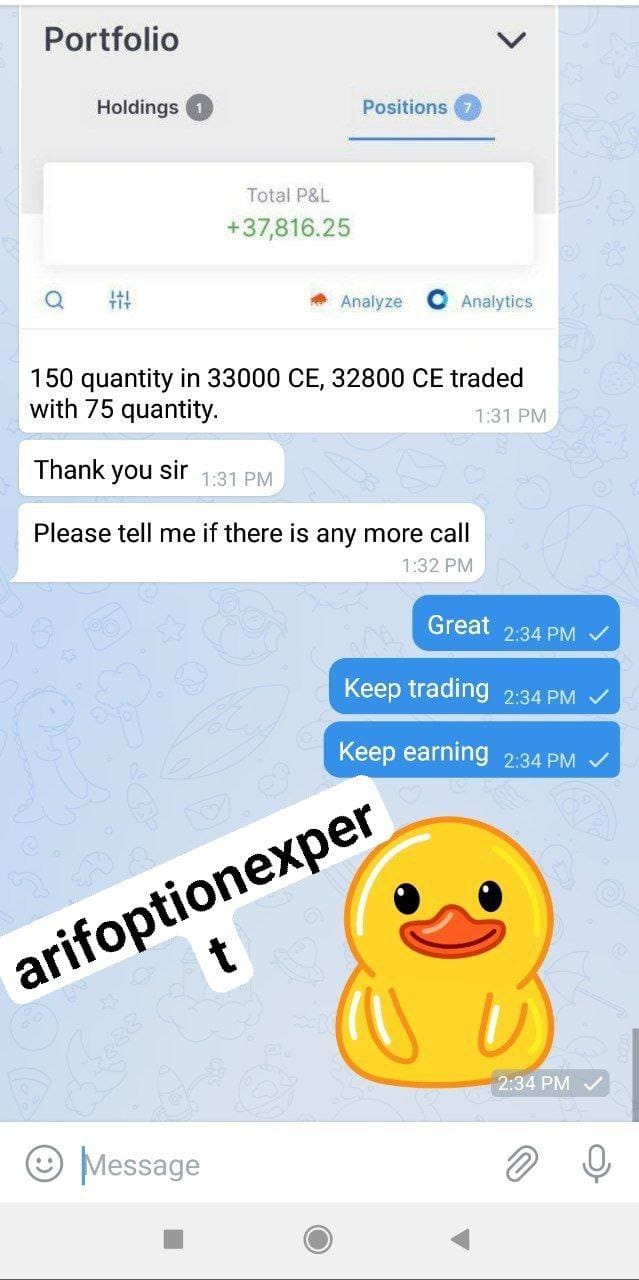 Portfolio
Holdings 1
Positions 7
Total P&L
+37,816.25
Analyze
Analytics
150 quantity in 33000 CE, 32800 CE traded
with 75 quantity.
1:31 PM
Thank you sir 1:31 PM
Please tell me if there is any more call
1:32 PM
Great 2:34 PM
Keep trading 2:34 PM
Keep earning 2:34 PM
arifoptionexper
t
2:34 PM
Message